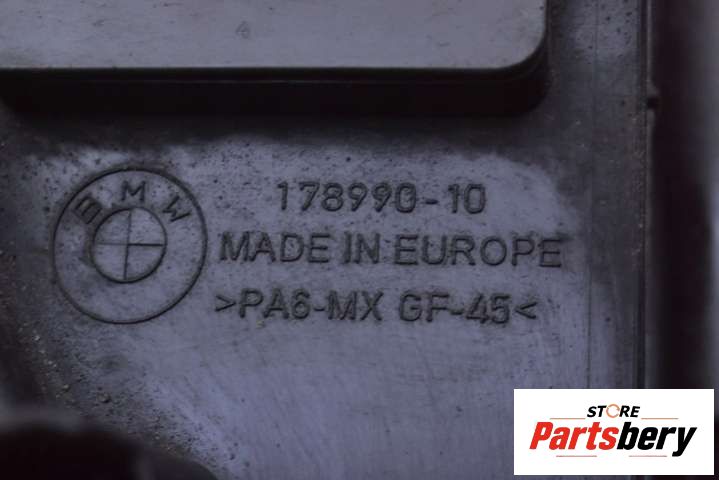 BMW
178990-10
MADE IN EUROPE
>PA6-MX GF-45<
STORE
Partsbery